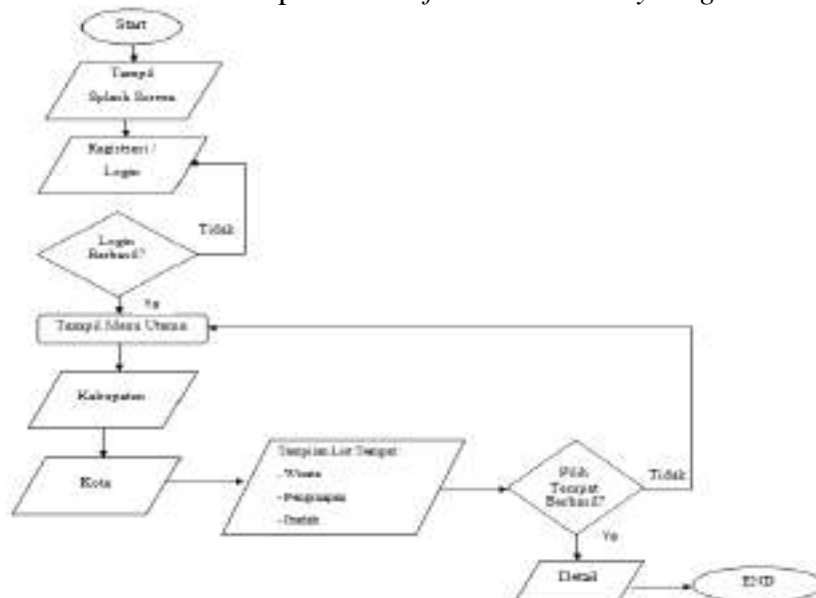 Start
Tampil
Splash Screen
Registrasi /
Login
Login
Berhasil?
Tidak
Ya
Tampil Menu Utama
Kabupaten
Kota
Tampilan List Tempat:
- Wisata
- Penginapan
- Ibadah
Pilih
Tempat
Berhasil?
Tidak
Ya
Detail
END